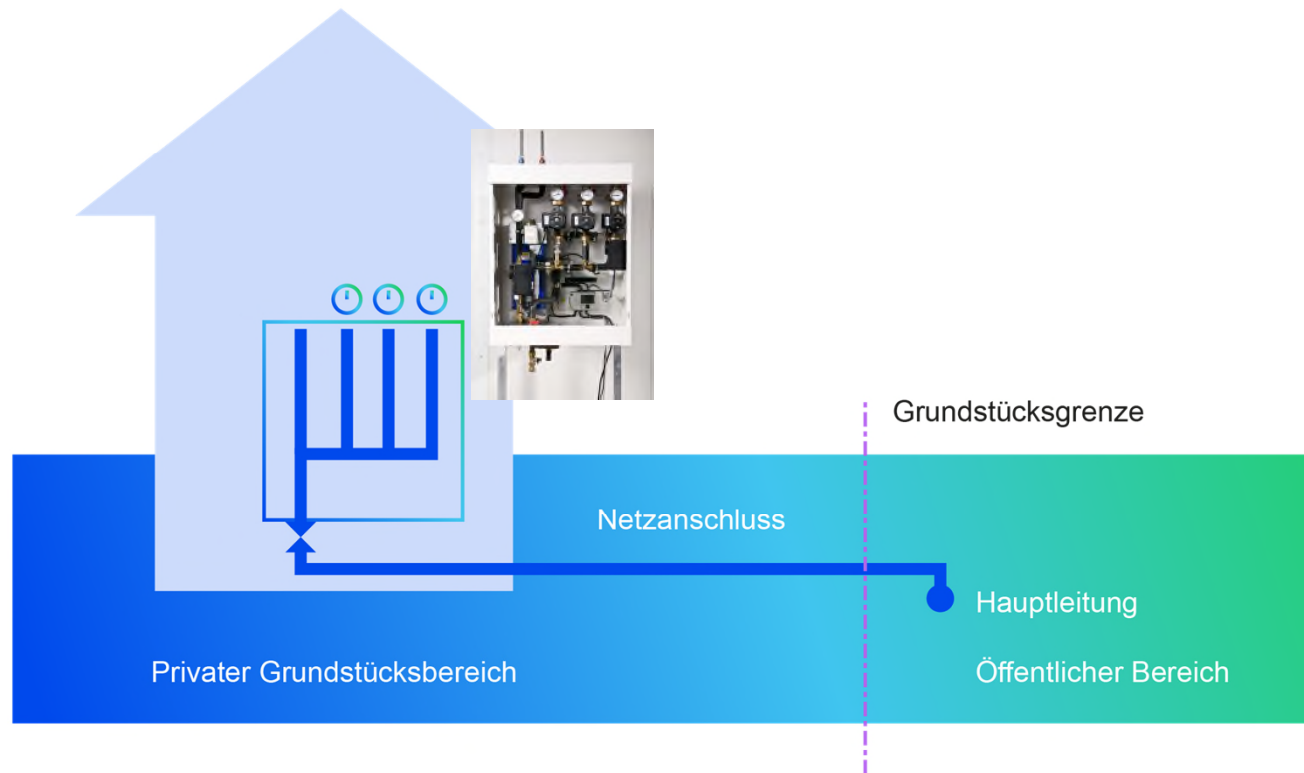 Grundstücksgrenze
Netzanschluss
Hauptleitung
Privater Grundstücksbereich
Öffentlicher Bereich